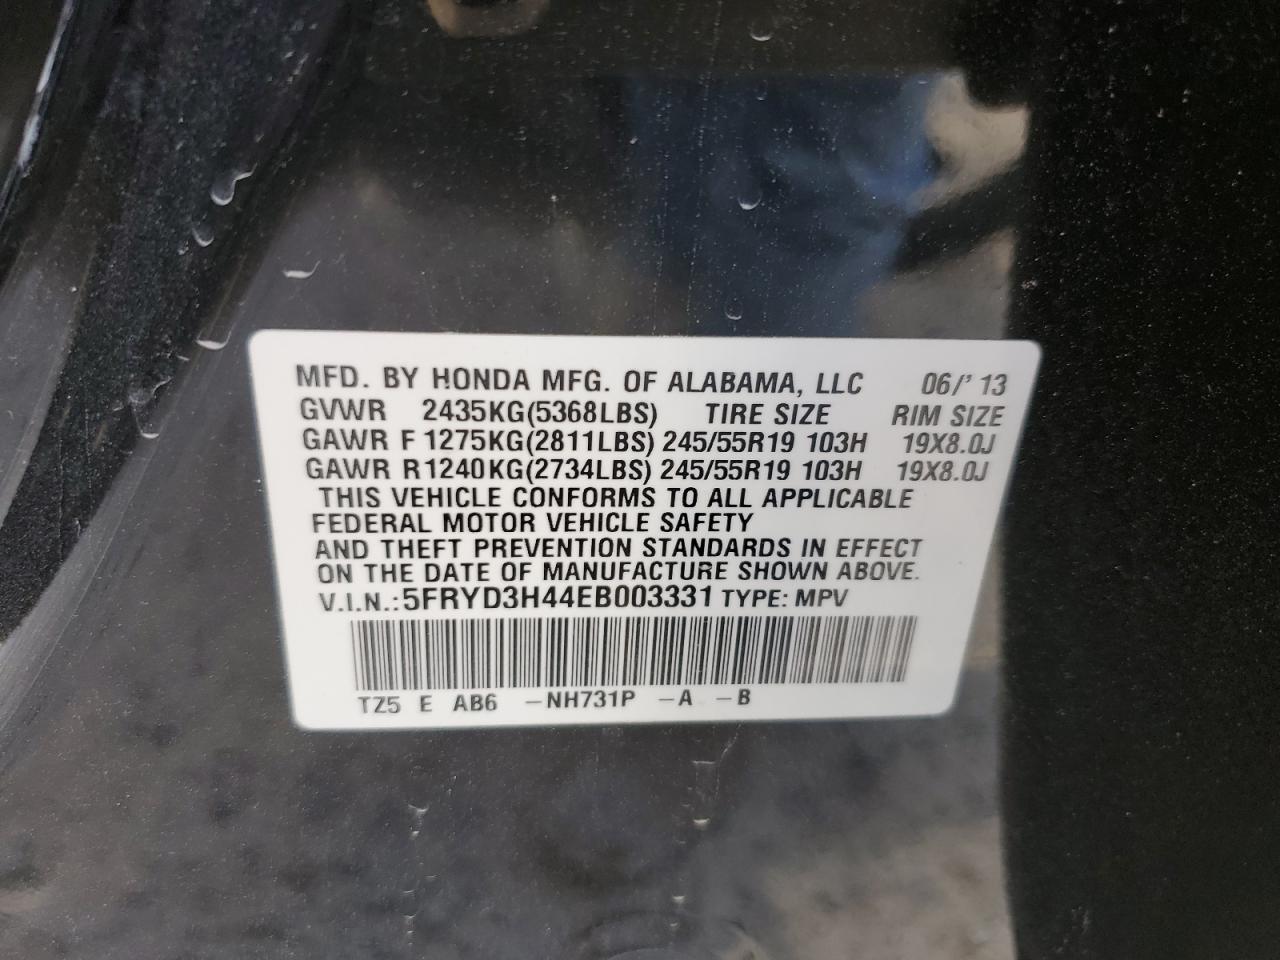 MFD. BY HONDA MFG. OF ALABAMA, LLC 06/' 13
GVWR 2435KG(5368LBS) TIRE SIZE RIM SIZE
GAWR F 1275KG(2811LBS) 245/55R19 103H 19X8.0J
GAWR R1240KG(2734LBS) 245/55R19 103H 19X8.0J
THIS VEHICLE CONFORMS TO ALL APPLICABLE
FEDERAL MOTOR VEHICLE SAFETY
AND THEFT PREVENTION STANDARDS IN EFFECT
ON THE DATE OF MANUFACTURE SHOWN ABOVE.
V.I.N.:5FRYD3H44EB003331 TYPE: MPV
TZ5 E AB6 –NH731P –A –B